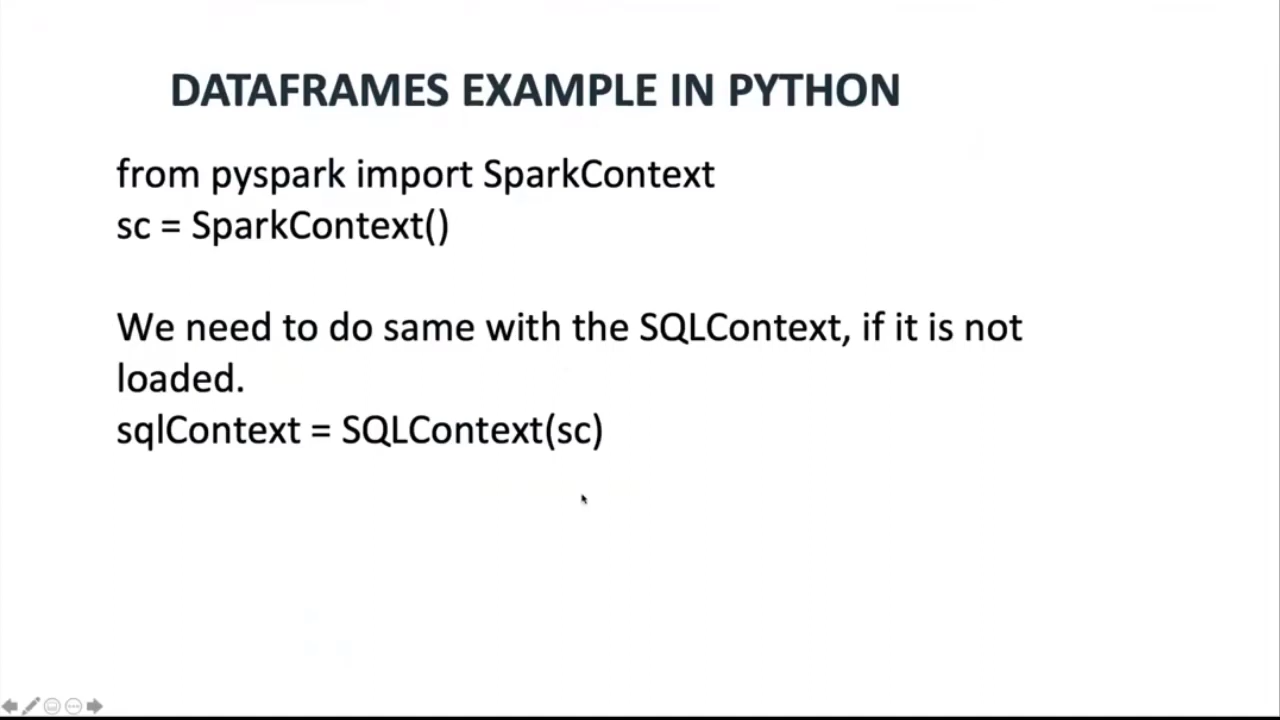 DATAFRAMES EXAMPLE IN PYTHON
from pyspark import SparkContext
sc = SparkContext()
We need to do same with the SQLContext, if it is not
loaded.
sqlContext = SQLContext(sc)